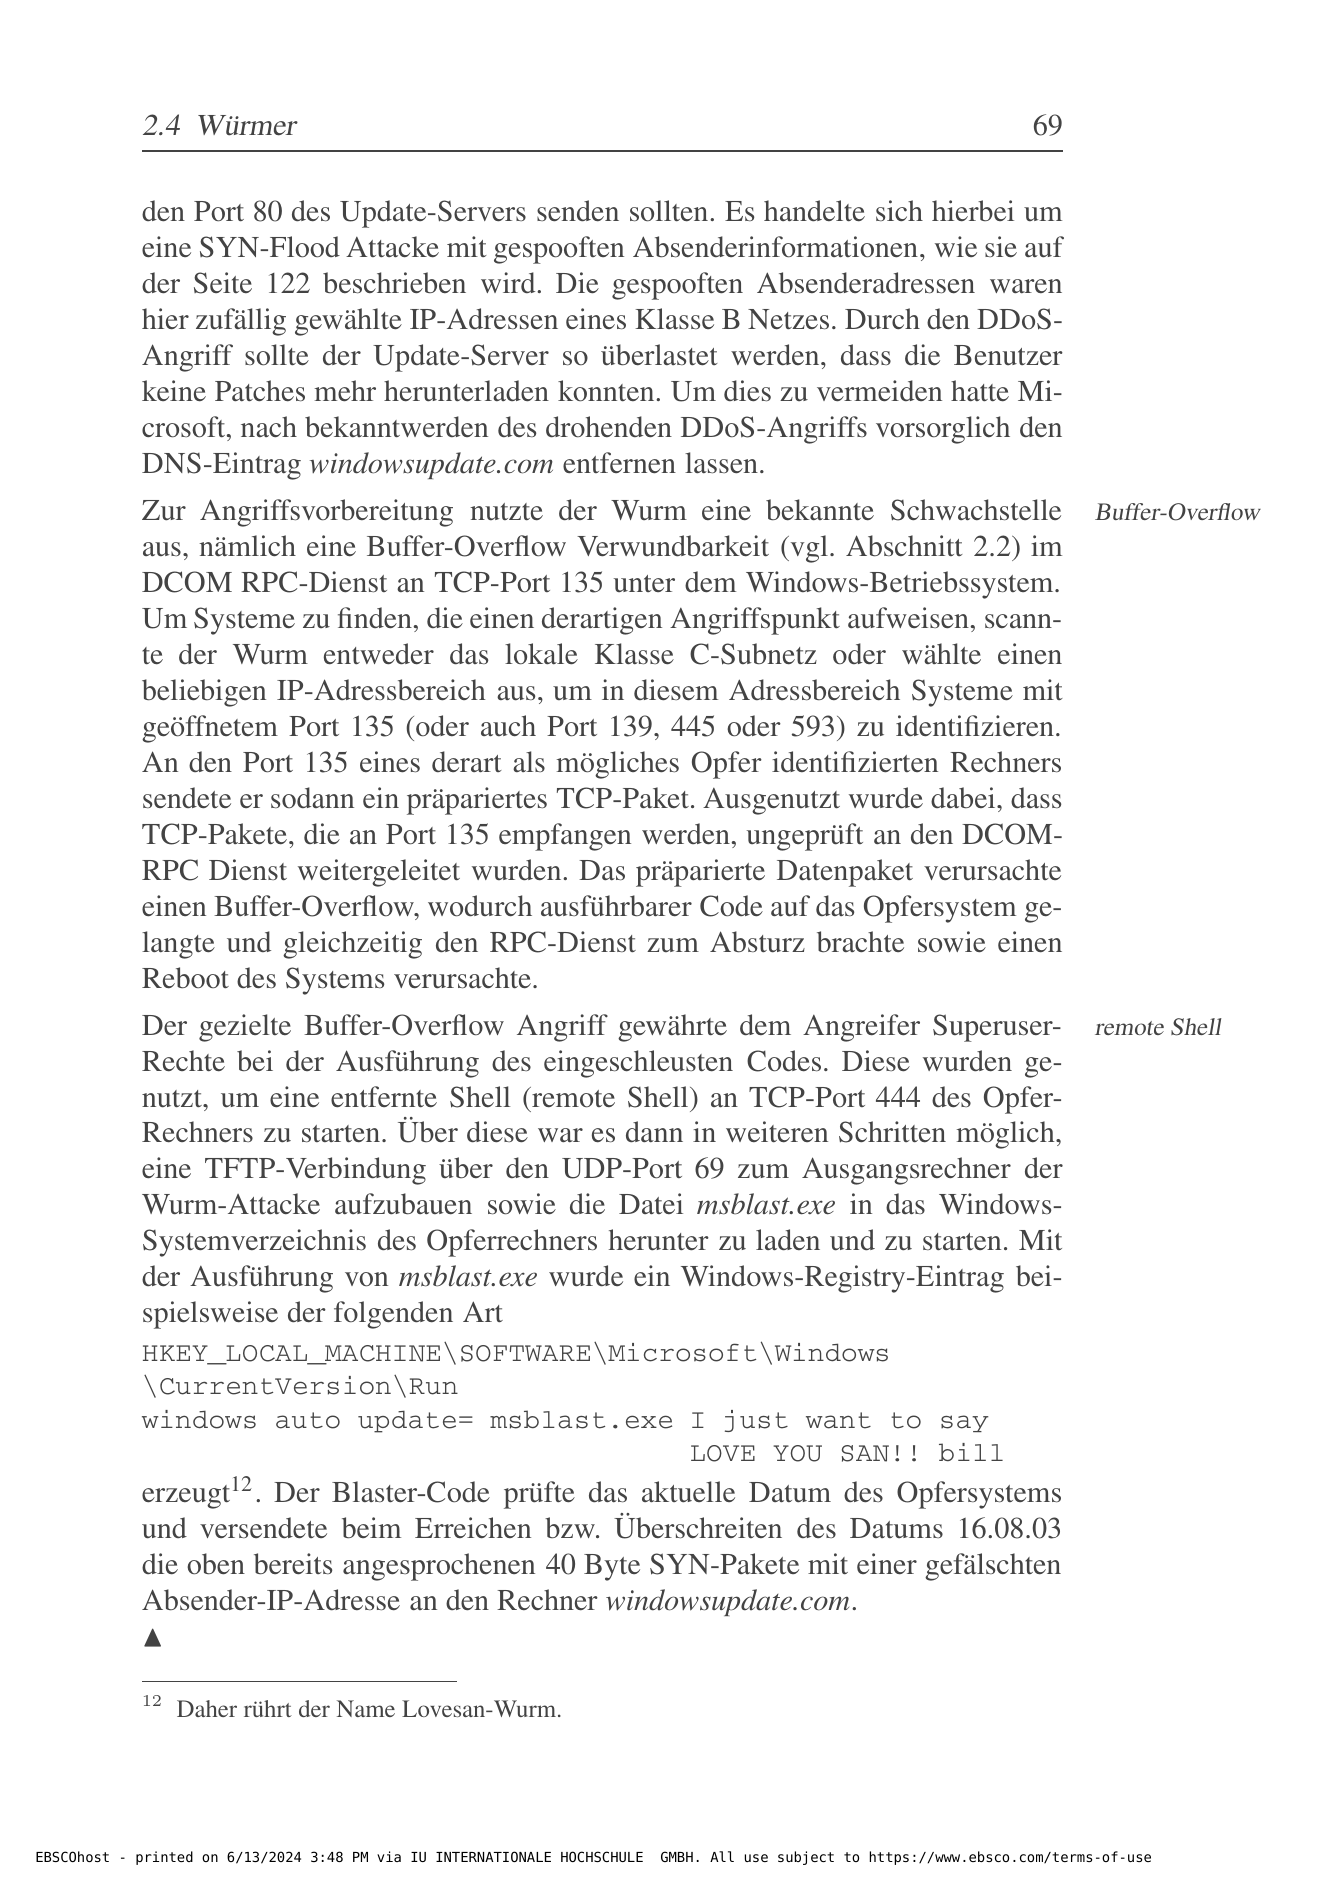 2.4 Würmer 69
den Port 80 des Update-Servers senden sollten. Es handelte sich hierbei um
eine SYN-Flood Attacke mit gespooften Absenderinformationen, wie sie auf
der Seite 122 beschrieben wird. Die gespooften Absenderadressen waren
hier zufällig gewählte IP-Adressen eines Klasse B Netzes. Durch den DDoS-
Angriff sollte der Update-Server so überlastet werden, dass die Benutzer
keine Patches mehr herunterladen konnten. Um dies zu vermeiden hatte Mi-
crosoft, nach bekanntwerden des drohenden DDoS-Angriffs vorsorglich den
DNS-Eintrag windowsupdate.com entfernen lassen.
Zur Angriffsvorbereitung nutzte der Wurm eine bekannte Schwachstelle Buffer-Overflow
aus, nämlich eine Buffer-Overflow Verwundbarkeit (vgl. Abschnitt 2.2) im
DCOM RPC-Dienst an TCP-Port 135 unter dem Windows-Betriebssystem.
Um Systeme zu finden, die einen derartigen Angriffspunkt aufweisen, scann-
te der Wurm entweder das lokale Klasse C-Subnetz oder wählte einen
beliebigen IP-Adressbereich aus, um in diesem Adressbereich Systeme mit
geöffnetem Port 135 (oder auch Port 139, 445 oder 593) zu identifizieren.
An den Port 135 eines derart als mögliches Opfer identifizierten Rechners
sendete er sodann ein präpariertes TCP-Paket. Ausgenutzt wurde dabei, dass
TCP-Pakete, die an Port 135 empfangen werden, ungeprüft an den DCOM-
RPC Dienst weitergeleitet wurden. Das präparierte Datenpaket verursachte
einen Buffer-Overflow, wodurch ausführbarer Code auf das Opfersystem ge-
langte und gleichzeitig den RPC-Dienst zum Absturz brachte sowie einen
Reboot des Systems verursachte.
Der gezielte Buffer-Overflow Angriff gewährte dem Angreifer Superuser- remote Shell
Rechte bei der Ausführung des eingeschleusten Codes. Diese wurden ge-
nutzt, um eine entfernte Shell (remote Shell) an TCP-Port 444 des Opfer-
Rechners zu starten. Über diese war es dann in weiteren Schritten möglich,
eine TFTP-Verbindung über den UDP-Port 69 zum Ausgangsrechner der
Wurm-Attacke aufzubauen sowie die Datei msblast.exe in das Windows-
Systemverzeichnis des Opferrechners herunter zu laden und zu starten. Mit
der Ausführung von msblast.exe wurde ein Windows-Registry-Eintrag bei-
spielsweise der folgenden Art
HKEY_LOCAL_MACHINE\SOFTWARE\Microsoft\Windows
\CurrentVersion\Run
windows auto update= msblast.exe I just want to say
LOVE YOU SAN!! bill
erzeugt12. Der Blaster-Code prüfte das aktuelle Datum des Opfersystems
und versendete beim Erreichen bzw. Überschreiten des Datums 16.08.03
die oben bereits angesprochenen 40 Byte SYN-Pakete mit einer gefälschten
Absender-IP-Adresse an den Rechner windowsupdate.com.
▲
12 Daher rührt der Name Lovesan-Wurm.
EBSCOhost - printed on 6/13/2024 3:48 PM via IU INTERNATIONALE HOCHSCHULE GMBH. All use subject to https://www.ebsco.com/terms-of-use